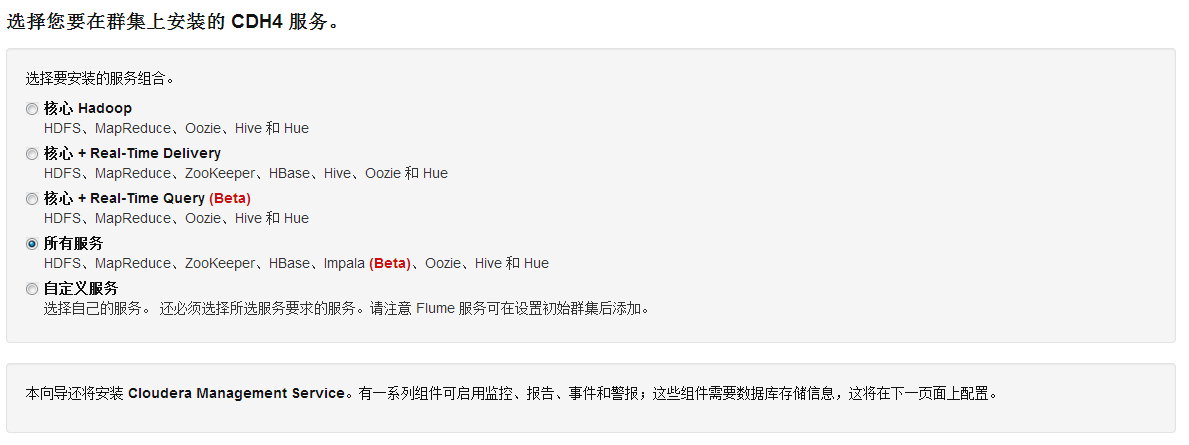 选择您要在群集上安装的 CDH4 服务。
选择要安装的服务组合。
核心 Hadoop
HDFS、MapReduce、Oozie、Hive 和 Hue
核心 + Real-Time Delivery
HDFS、MapReduce、ZooKeeper、HBase、Hive、Oozie 和 Hue
核心 + Real-Time Query (Beta)
HDFS、MapReduce、Oozie、Hive 和 Hue
所有服务
HDFS、MapReduce、ZooKeeper、HBase、Impala (Beta)、Oozie、Hive 和 Hue
自定义服务
选择自己的服务。 还必须选择所选服务要求的服务。请注意 Flume 服务可在设置初始群集后添加。
本向导还将安装 Cloudera Management Service。有一系列组件可启用监控、报告、事件和警报；这些组件需要数据库存储信息，这将在下一页面上配置。